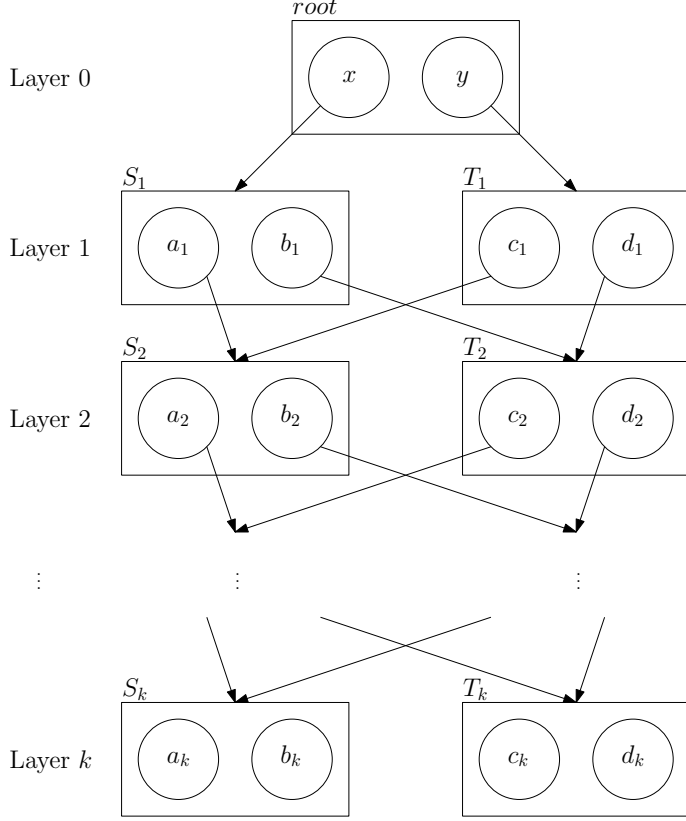 root
Layer 0 x y
S₁ T₁
Layer 1 a₁ b₁ c₁ d₁
S₂ T₂
Layer 2 a₂ b₂ c₂ d₂
⋮ ⋮ ⋮
Sₖ Tₖ
Layer k aₖ bₖ cₖ dₖ